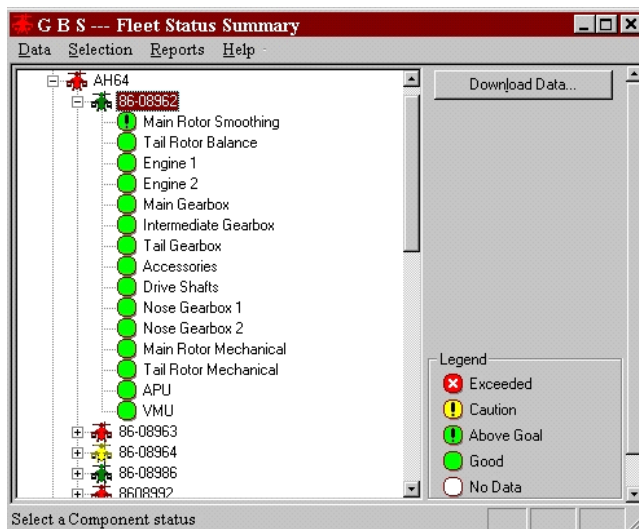 G B S --- Fleet Status Summary
Data Selection Reports Help
AH64
86-08962
Main Rotor Smoothing
Tail Rotor Balance
Engine 1
Engine 2
Main Gearbox
Intermediate Gearbox
Tail Gearbox
Accessories
Drive Shafts
Nose Gearbox 1
Nose Gearbox 2
Main Rotor Mechanical
Tail Rotor Mechanical
APU
VMU
86-08963
86-08964
86-08986
8608992
Download Data...
Legend
Exceeded
Caution
Above Goal
Good
No Data
Select a Component status